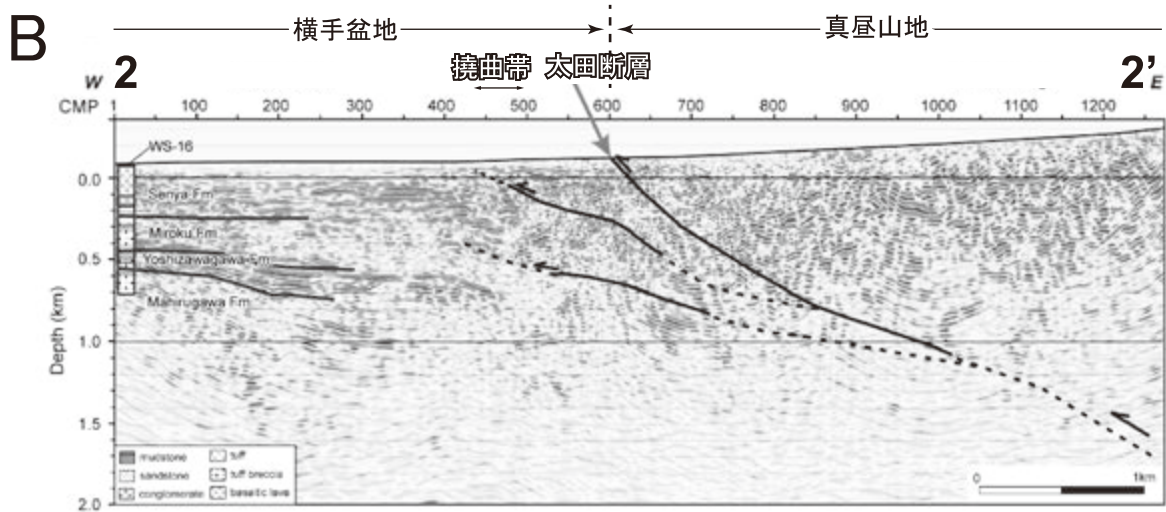 B
横手盆地
真昼山地
撓曲帯 太田断層
W 2
2' E
CMP 1 100 200 300 400 500 600 700 800 900 1000 1100 1200
WS-16
0.0
Senya Fm
Miroku Fm
0.5
Yoshizawagawa Fm
Mahirugawa Fm
Depth (km)
1.0
1.5
mudstone
tuff
sandstone
tuff breccia
conglomerate
basaltic lava
0
1km
2.0